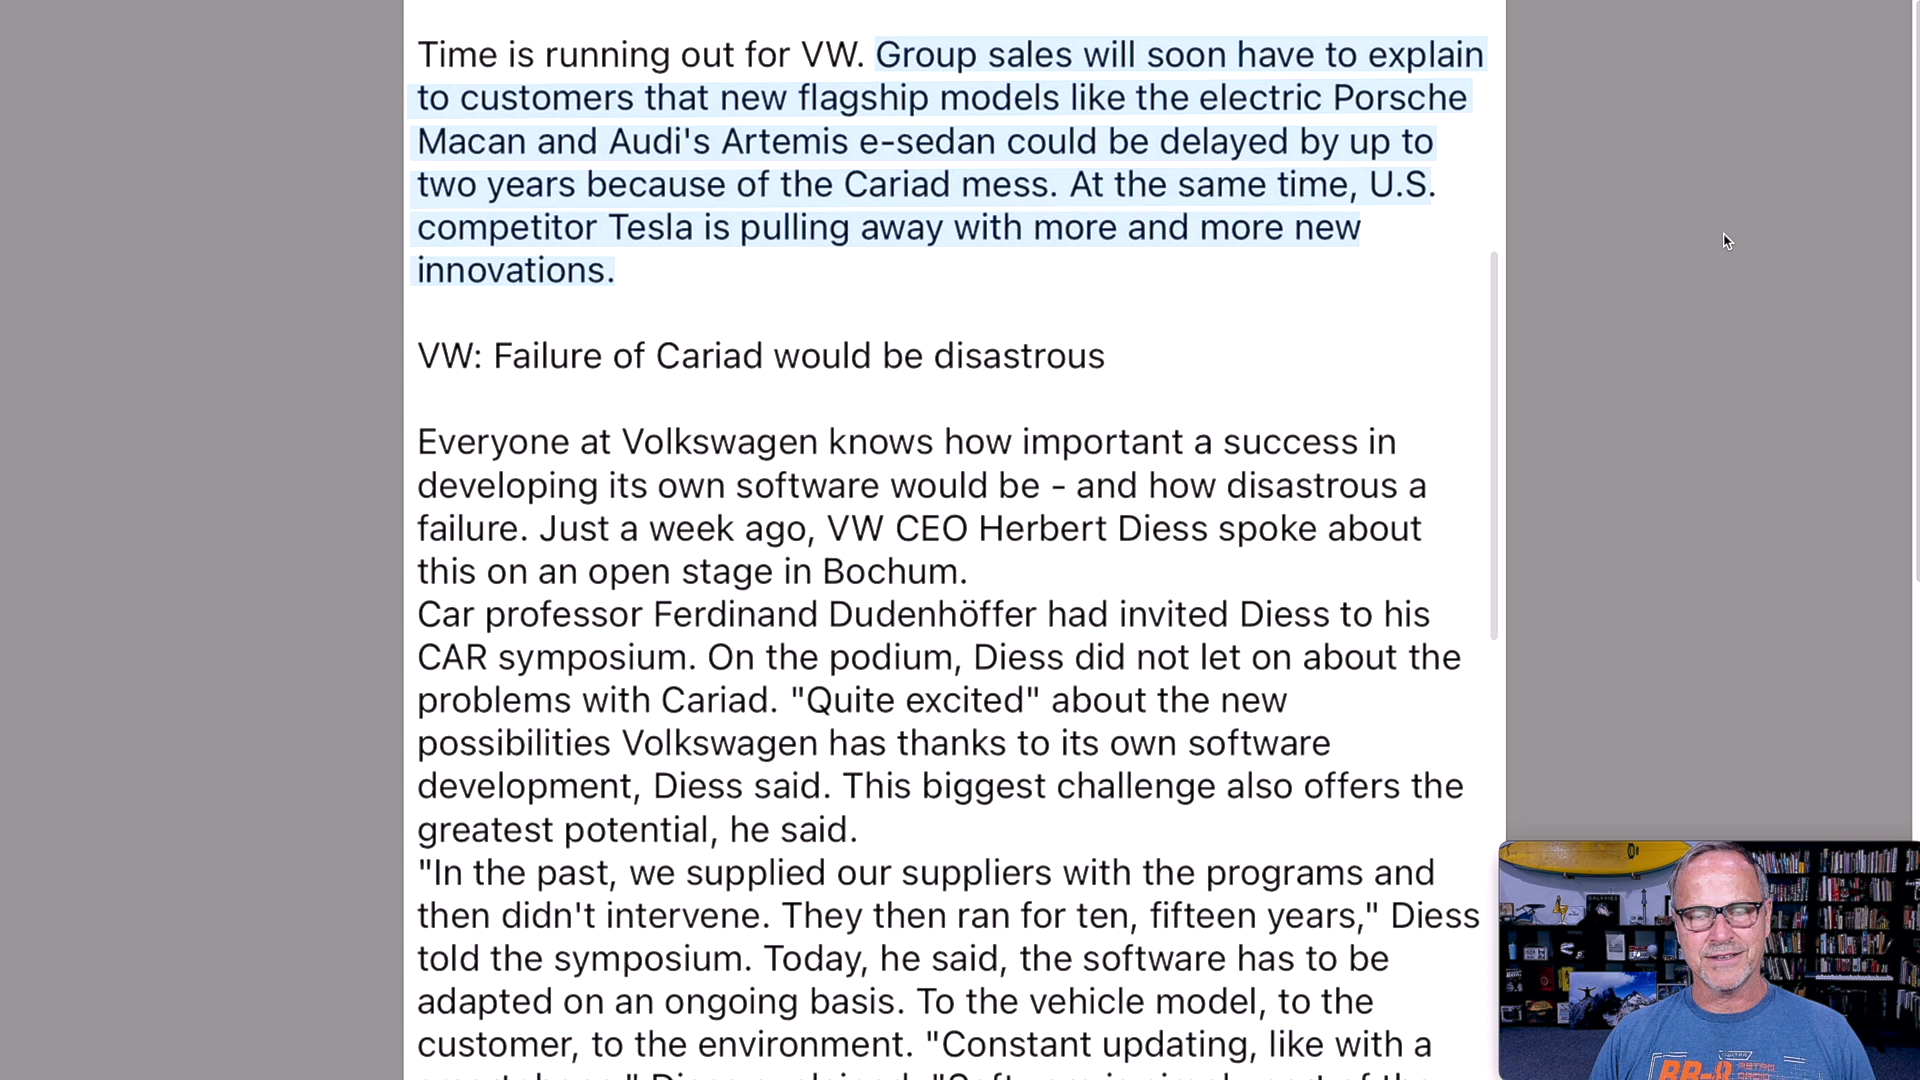 Time is running out for VW. Group sales will soon have to explain
to customers that new flagship models like the electric Porsche
Macan and Audi's Artemis e-sedan could be delayed by up to
two years because of the Cariad mess. At the same time, U.S.
competitor Tesla is pulling away with more and more new
innovations.
VW: Failure of Cariad would be disastrous
Everyone at Volkswagen knows how important a success in
developing its own software would be - and how disastrous a
failure. Just a week ago, VW CEO Herbert Diess spoke about
this on an open stage in Bochum.
Car professor Ferdinand Dudenhöffer had invited Diess to his
CAR symposium. On the podium, Diess did not let on about the
problems with Cariad. "Quite excited" about the new
possibilities Volkswagen has thanks to its own software
development, Diess said. This biggest challenge also offers the
greatest potential, he said.
"In the past, we supplied our suppliers with the programs and
then didn't intervene. They then ran for ten, fifteen years," Diess
told the symposium. Today, he said, the software has to be
adapted on an ongoing basis. To the vehicle model, to the
customer, to the environment. "Constant updating, like with a
BB-8 ASTRO